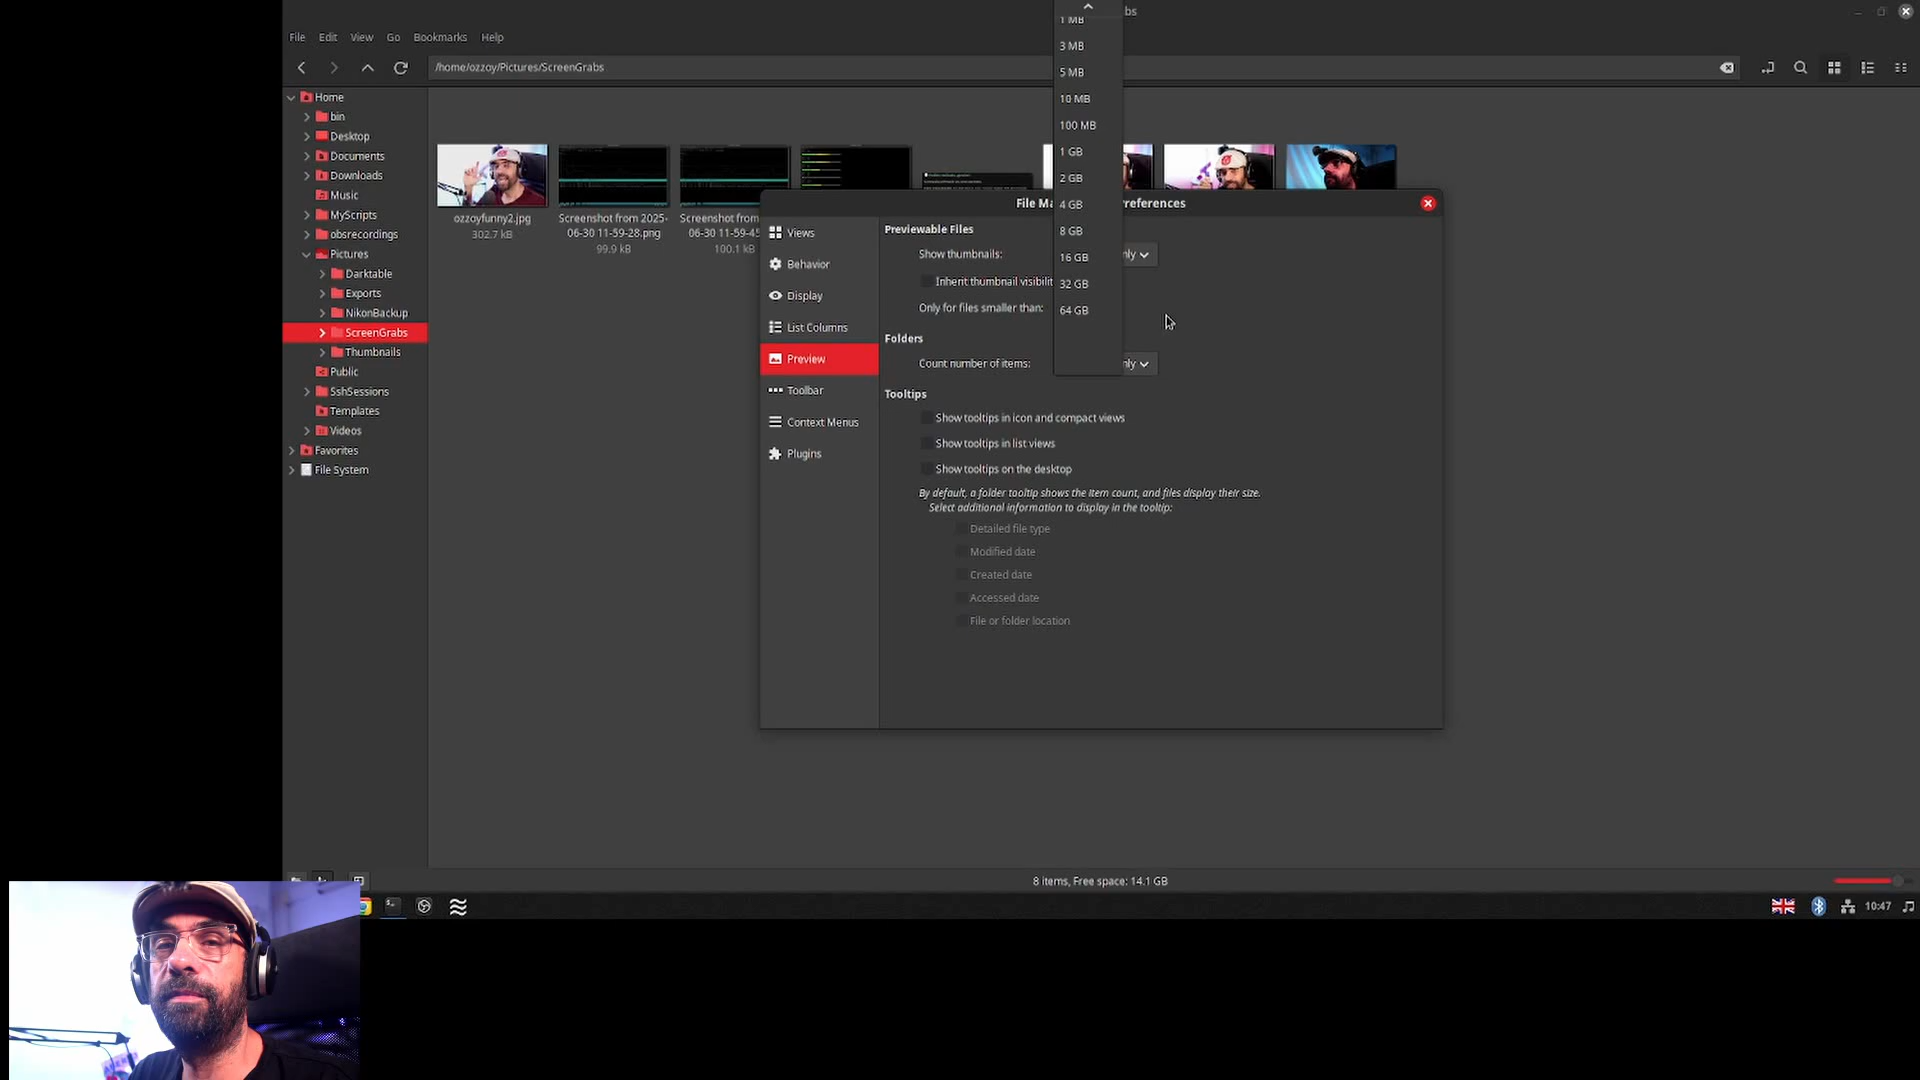 bs
File Edit View Go Bookmarks Help
/home/ozzoy/Pictures/ScreenGrabs
Home
bin
Desktop
Documents
Downloads
Music
MyScripts
obsrecordings
Pictures
Darktable
Exports
NikonBackup
ScreenGrabs
Thumbnails
Public
SshSessions
Templates
Videos
Favorites
File System
ozzoyfunny2.jpg
302.7 kB
Screenshot from 2025-
06-30 11-59-28.png
99.9 kB
Screenshot from
06-30 11-59-4
100.1 kB
1 MB
3 MB
5 MB
10 MB
100 MB
1 GB
2 GB
4 GB
8 GB
16 GB
32 GB
64 GB
File Ma
references
Views
Behavior
Display
List Columns
Preview
Toolbar
Context Menus
Plugins
Previewable Files
Show thumbnails:
nly
Inherit thumbnail visibilit
Only for files smaller than:
Folders
Count number of items:
nly
Tooltips
Show tooltips in icon and compact views
Show tooltips in list views
Show tooltips on the desktop
By default, a folder tooltip shows the item count, and files display their size.
Select additional information to display in the tooltip:
Detailed file type
Modified date
Created date
Accessed date
File or folder location
8 items, Free space: 14.1 GB
10:47